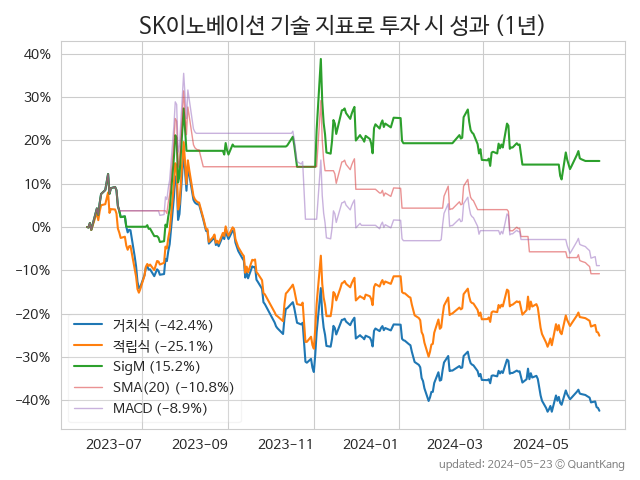 SK이노베이션 기술 지표로 투자 시 성과 (1년)
40%
30%
20%
10%
0%
−10%
−20%
−30%
−40%
거치식 (−42.4%)
적립식 (−25.1%)
SigM (15.2%)
SMA(20) (−10.8%)
MACD (−8.9%)
2023-07 2023-09 2023-11 2024-01 2024-03 2024-05
updated: 2024-05-23 ⓒ QuantKang